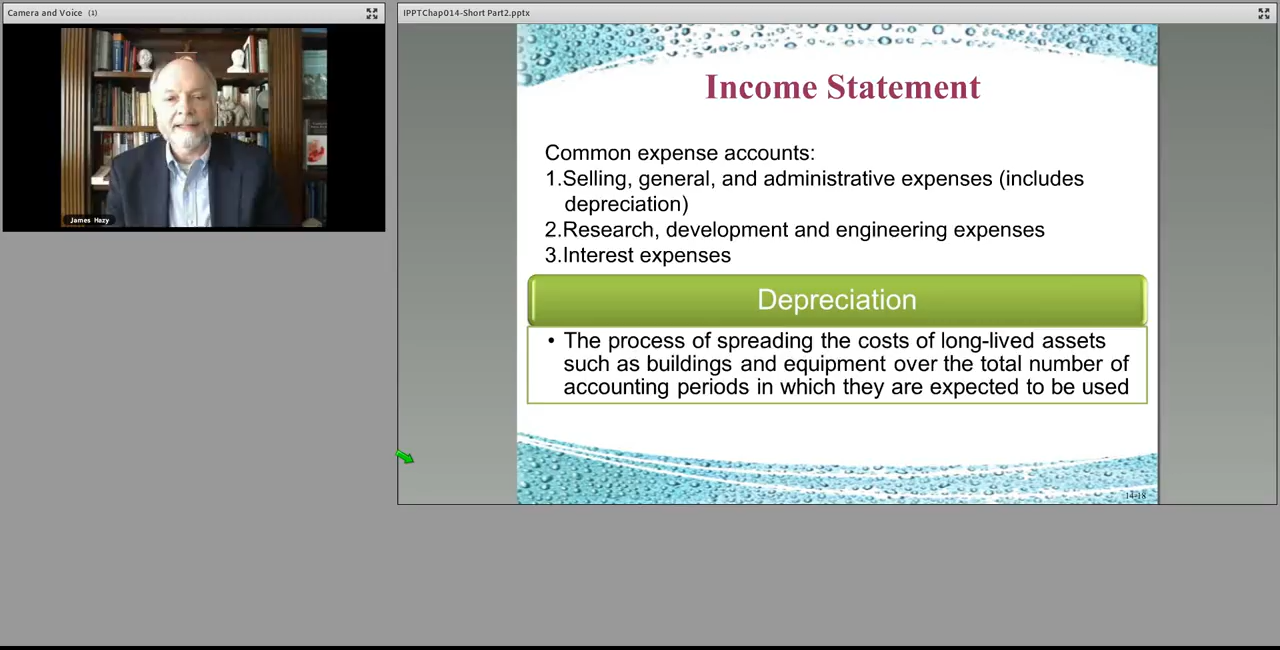 Camera and Voice (1)
James Hazy
IPPTChap014-Short Part2.pptx
Income Statement
Common expense accounts:
1.Selling, general, and administrative expenses (includes
depreciation)
2.Research, development and engineering expenses
3.Interest expenses
Depreciation
• The process of spreading the costs of long-lived assets
such as buildings and equipment over the total number of
accounting periods in which they are expected to be used
14-18